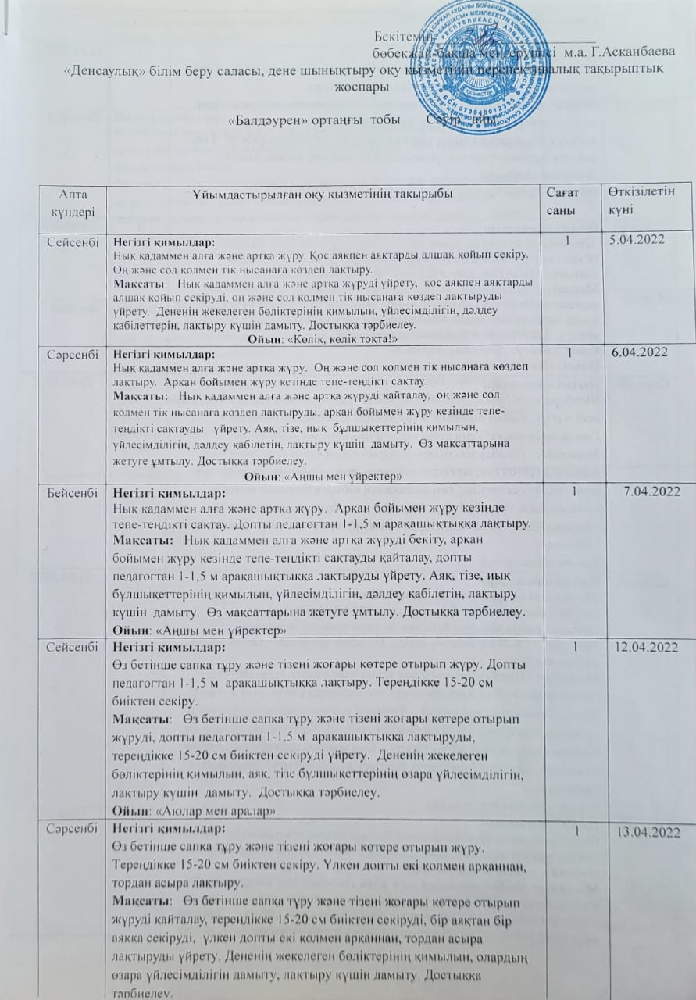 Бекітемін
бөбекжай-бақша меңгерушісі м.а. Г.Асканбаева
«Денсаулық» білім беру саласы, дене шынықтыру оқу қызметінің перспективалық тақырыптық
жоспары
«Балдәурен» ортаңғы тобы Сәуір айы
Апта күндері
Ұйымдастырылған оқу қызметінің тақырыбы
Сағат саны
Өткізілетін күні
Сейсенбі
Негізгі қимылдар:
Нық қадаммен алға және артқа жүру. Қос аяқпен аяқтарды алшақ қойып секіру.
Оң және сол қолмен тік нысанаға көздеп лақтыру.
Мақсаты: Нық қадаммен алға және артқа жүруді үйрету, қос аяқпен аяқтарды
алшақ қойып секіруді, оң және сол қолмен тік нысанаға көздеп лақтыруды
үйрету. Дененің жекелеген бөліктерінің қимылын, үйлесімділігін, дәлдеу
қабілеттерін, лақтыру күшін дамыту. Достыққа тәрбиелеу.
Ойын: «Көлік, көлік тоқта!»
1
5.04.2022
Сәрсенбі
Негізгі қимылдар:
Нық қадаммен алға және артқа жүру. Оң және сол қолмен тік нысанаға көздеп
лақтыру. Арқан бойымен жүру кезінде тепе-теңдікті сақтау.
Мақсаты: Нық қадаммен алға және артқа жүруді қайталау, оң және сол
қолмен тік нысанаға көздеп лақтыруды, арқан бойымен жүру кезінде тепе-
теңдікті сақтауды үйрету. Аяқ, тізе, иық бұлшықеттерінің қимылын,
үйлесімділігін, дәлдеу қабілетін, лақтыру күшін дамыту. Өз мақсаттарына
жетуге ұмтылу. Достыққа тәрбиелеу.
Ойын: «Аңшы мен үйректер»
1
6.04.2022
Бейсенбі
Негізгі қимылдар:
Нық қадаммен алға және артқа жүру. Арқан бойымен жүру кезінде
тепе-теңдікті сақтау. Допты педагогтан 1-1,5 м арақашықтыққа лақтыру.
Мақсаты: Нық қадаммен алға және артқа жүруді бекіту, арқан
бойымен жүру кезінде тепе-теңдікті сақтауды қайталау, допты
педагогтан 1-1,5 м арақашықтыққа лақтыруды үйрету. Аяқ, тізе, иық
бұлшықеттерінің қимылын, үйлесімділігін, дәлдеу қабілетін, лақтыру
күшін дамыту. Өз мақсаттарына жетуге ұмтылу. Достыққа тәрбиелеу.
Ойын: «Аңшы мен үйректер»
1
7.04.2022
Сейсенбі
Негізгі қимылдар:
Өз бетінше сапқа тұру және тізені жоғары көтере отырып жүру. Допты
педагогтан 1-1,5 м арақашықтыққа лақтыру. Тереңдікке 15-20 см
биіктен секіру.
Мақсаты: Өз бетінше сапқа тұру және тізені жоғары көтере отырып
жүруді, допты педагогтан 1-1,5 м арақашықтыққа лақтыруды,
тереңдікке 15-20 см биіктен секіруді үйрету. Дененің жекелеген
бөліктерінің қимылын, аяқ, тізе бұлшықеттерінің өзара үйлесімділігін,
лақтыру күшін дамыту. Достыққа тәрбиелеу.
Ойын: «Аюлар мен аралар»
1
12.04.2022
Сәрсенбі
Негізгі қимылдар:
Өз бетінше сапқа тұру және тізені жоғары көтере отырып жүру.
Тереңдікке 15-20 см биіктен секіру. Үлкен допты екі қолмен арқаннан,
тордан асыра лақтыру.
Мақсаты: Өз бетінше сапқа тұру және тізені жоғары көтере отырып
жүруді қайталау, тереңдікке 15-20 см биіктен секіруді, бір аяқтан бір
аяққа секіруді, үлкен допты екі қолмен арқаннан, тордан асыра
лақтыруды үйрету. Дененің жекелеген бөліктерінің қимылын, олардың
өзара үйлесімділігін дамыту, лақтыру күшін дамыту. Достыққа
тәрбиелеу.
1
13.04.2022